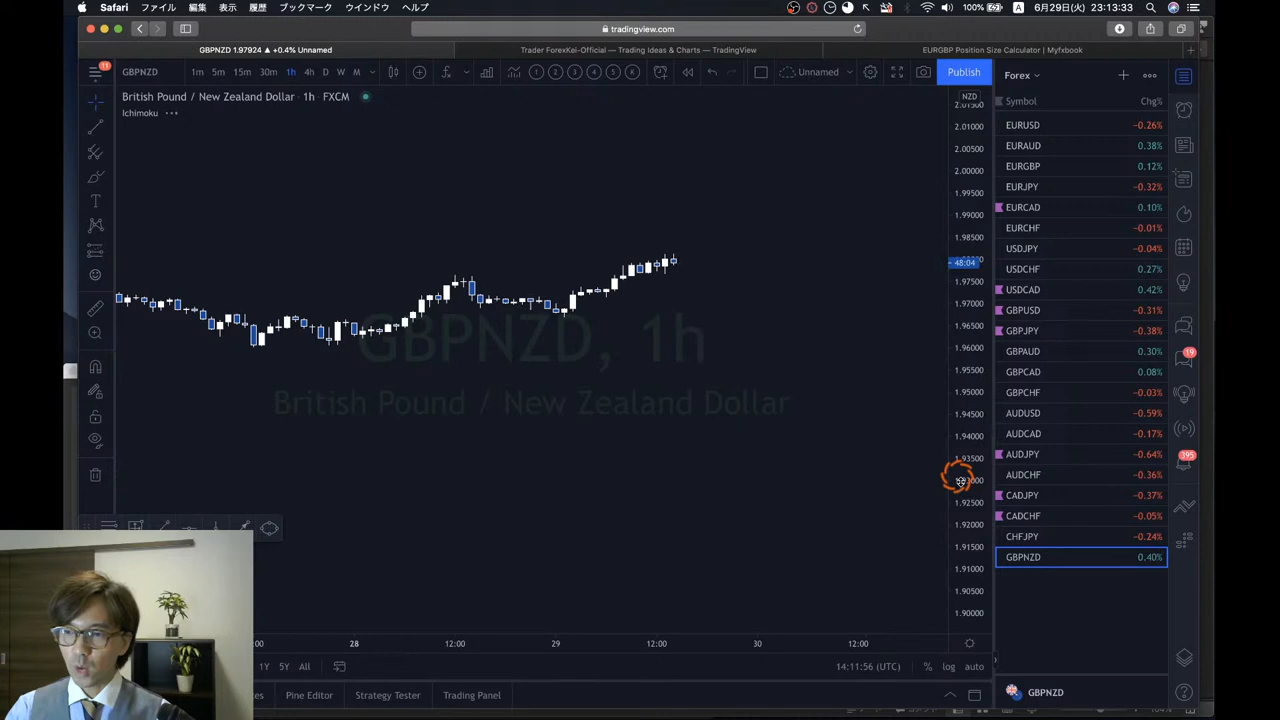 Safari ファイル 編集 表示 履歴 ブックマーク ウインドウ ヘルプ 100% A 6月29日(火) 23:13:33
tradingview.com
GBPNZD 1.97924 ▲ +0.4% Unnamed
Trader ForexKei-Official — Trading Ideas & Charts — TradingView
EURGBP Position Size Calculator | Myfxbook
11
GBPNZD 1m 5m 15m 30m 1h 4h D W M Unnamed Publish
British Pound / New Zealand Dollar · 1h FXCM
Ichimoku
NZD
2.01500
2.01000
2.00500
2.00000
1.99500
1.99000
1.98500
48:04
1.97500
1.97000
1.96500
1.96000
1.95500
1.95000
1.94500
1.94000
1.93500
1.92500
1.92000
1.91500
1.91000
1.90500
1.90000
GBPNZD, 1h
British Pound / New Zealand Dollar
Forex
Symbol Chg%
EURUSD −0.26%
EURAUD 0.38%
EURGBP 0.12%
EURJPY −0.32%
EURCAD 0.10%
EURCHF −0.01%
USDJPY −0.04%
USDCHF 0.27%
USDCAD 0.42%
GBPUSD −0.31%
GBPJPY −0.38%
GBPAUD 0.30%
GBPCAD 0.08%
GBPCHF −0.03%
AUDUSD −0.59%
AUDCAD −0.17%
AUDJPY −0.64%
AUDCHF −0.36%
CADJPY −0.37%
CADCHF −0.05%
CHFJPY −0.24%
GBPNZD 0.40%
19
395
28 12:00 29 12:00 30 12:00
1Y 5Y All
14:11:56 (UTC) % log auto
Pine Editor Strategy Tester Trading Panel
GBPNZD